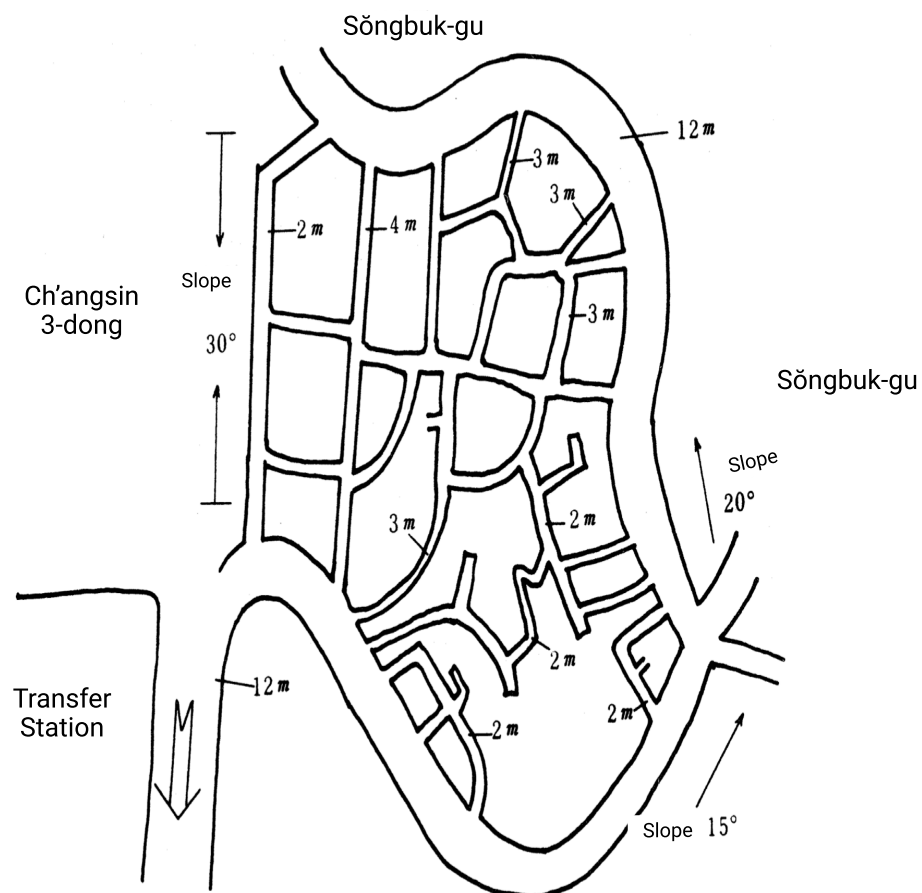 Sŏngbuk-gu
12m
3m
3m
2m
4m
Slope
Ch’angsin
3-dong
30°
3m
Sŏngbuk-gu
Slope
20°
3m
2m
2m
12m
Transfer
Station
2m
2m
Slope 15°